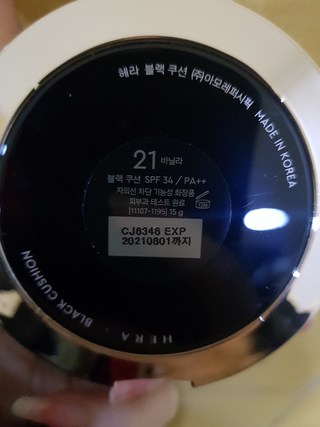 헤라 블랙 쿠션 (주)아모레퍼시픽 MADE IN KOREA
21 바닐라
블랙 쿠션 SPF 34 / PA++
자외선 차단 기능성 화장품
피부과 테스트 완료
[11107-1195] 15 g
CJ6346 EXP
20210801까지
HERA · BLACK CUSHION